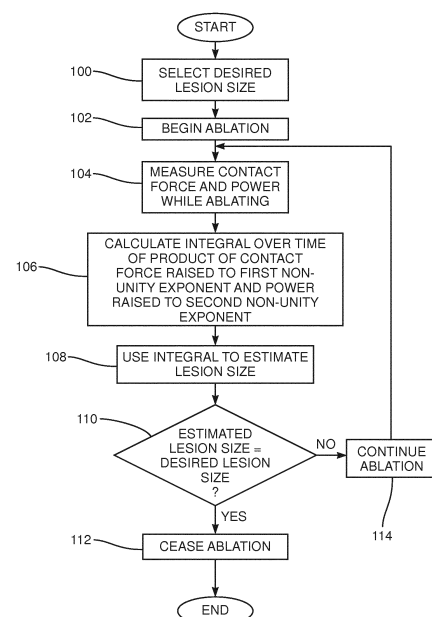 START
100
SELECT DESIRED
LESION SIZE
102
BEGIN ABLATION
104
MEASURE CONTACT
FORCE AND POWER
WHILE ABLATING
106
CALCULATE INTEGRAL OVER TIME
OF PRODUCT OF CONTACT
FORCE RAISED TO FIRST NON-
UNITY EXPONENT AND POWER
RAISED TO SECOND NON-UNITY
EXPONENT
108
USE INTEGRAL TO ESTIMATE
LESION SIZE
110
ESTIMATED
LESION SIZE =
DESIRED LESION
SIZE
?
NO
CONTINUE
ABLATION
114
YES
112
CEASE ABLATION
END